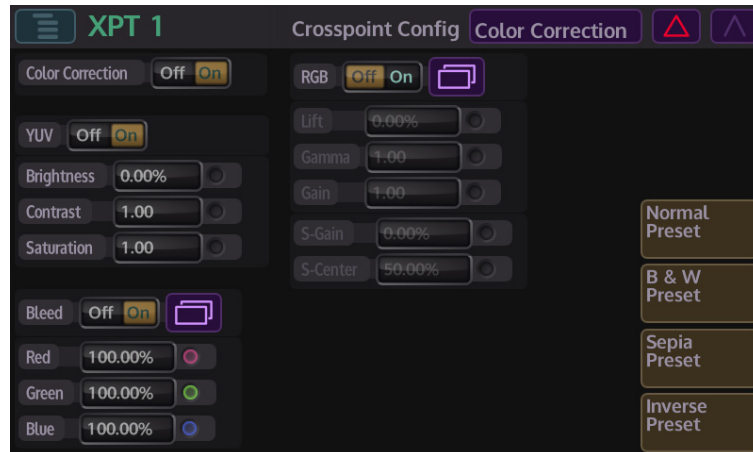 XPT 1
Crosspoint Config
Color Correction
Color Correction Off On
YUV Off On
Brightness 0.00%
Contrast 1.00
Saturation 1.00
Bleed Off On
Red 100.00%
Green 100.00%
Blue 100.00%
RGB Off On
Lift 0.00%
Gamma 1.00
Gain 1.00
S-Gain 0.00%
S-Center 50.00%
Normal
Preset
B & W
Preset
Sepia
Preset
Inverse
Preset